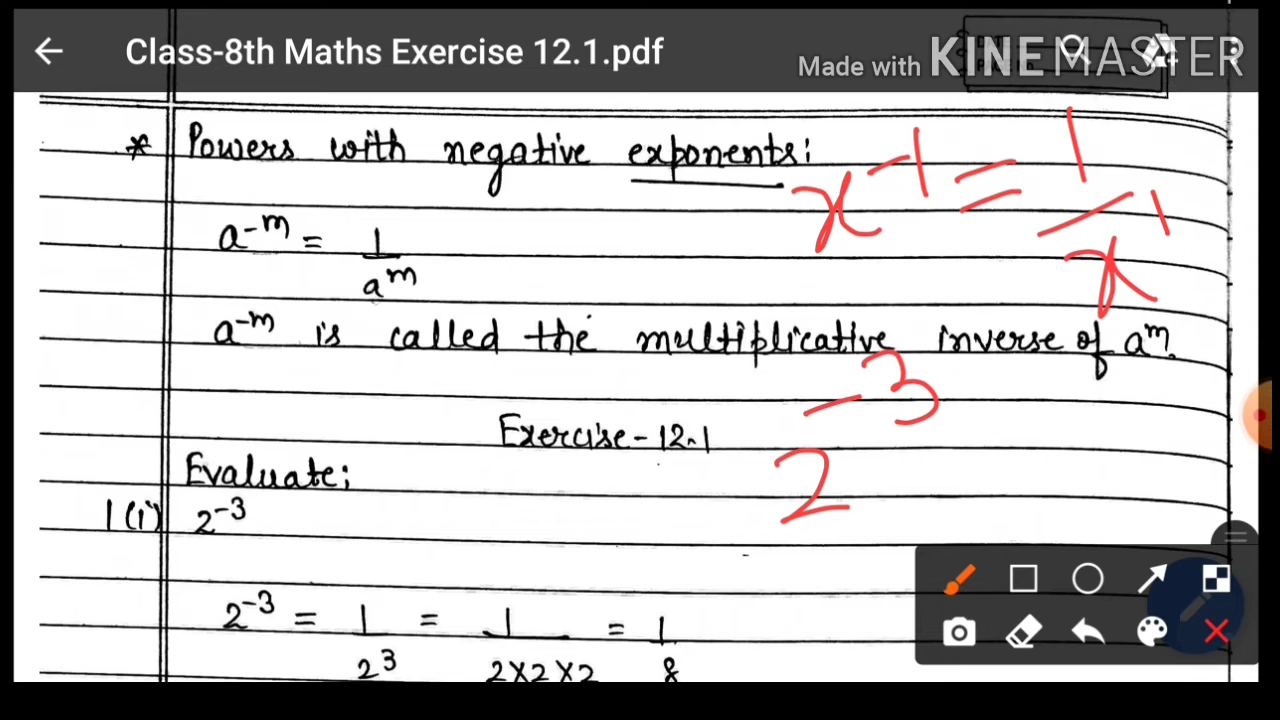 Class-8th Maths Exercise 12.1.pdf
Made with KINEMASTER
* Powers with negative exponents:
x⁻¹ = 1/x¹
a⁻ᵐ = 1/aᵐ
a⁻ᵐ is called the multiplicative inverse of aᵐ.
2⁻³
Exercise-12.1
Evaluate:
1(i) 2⁻³
2⁻³ = 1/2³ = 1/2×2×2 = 1/8